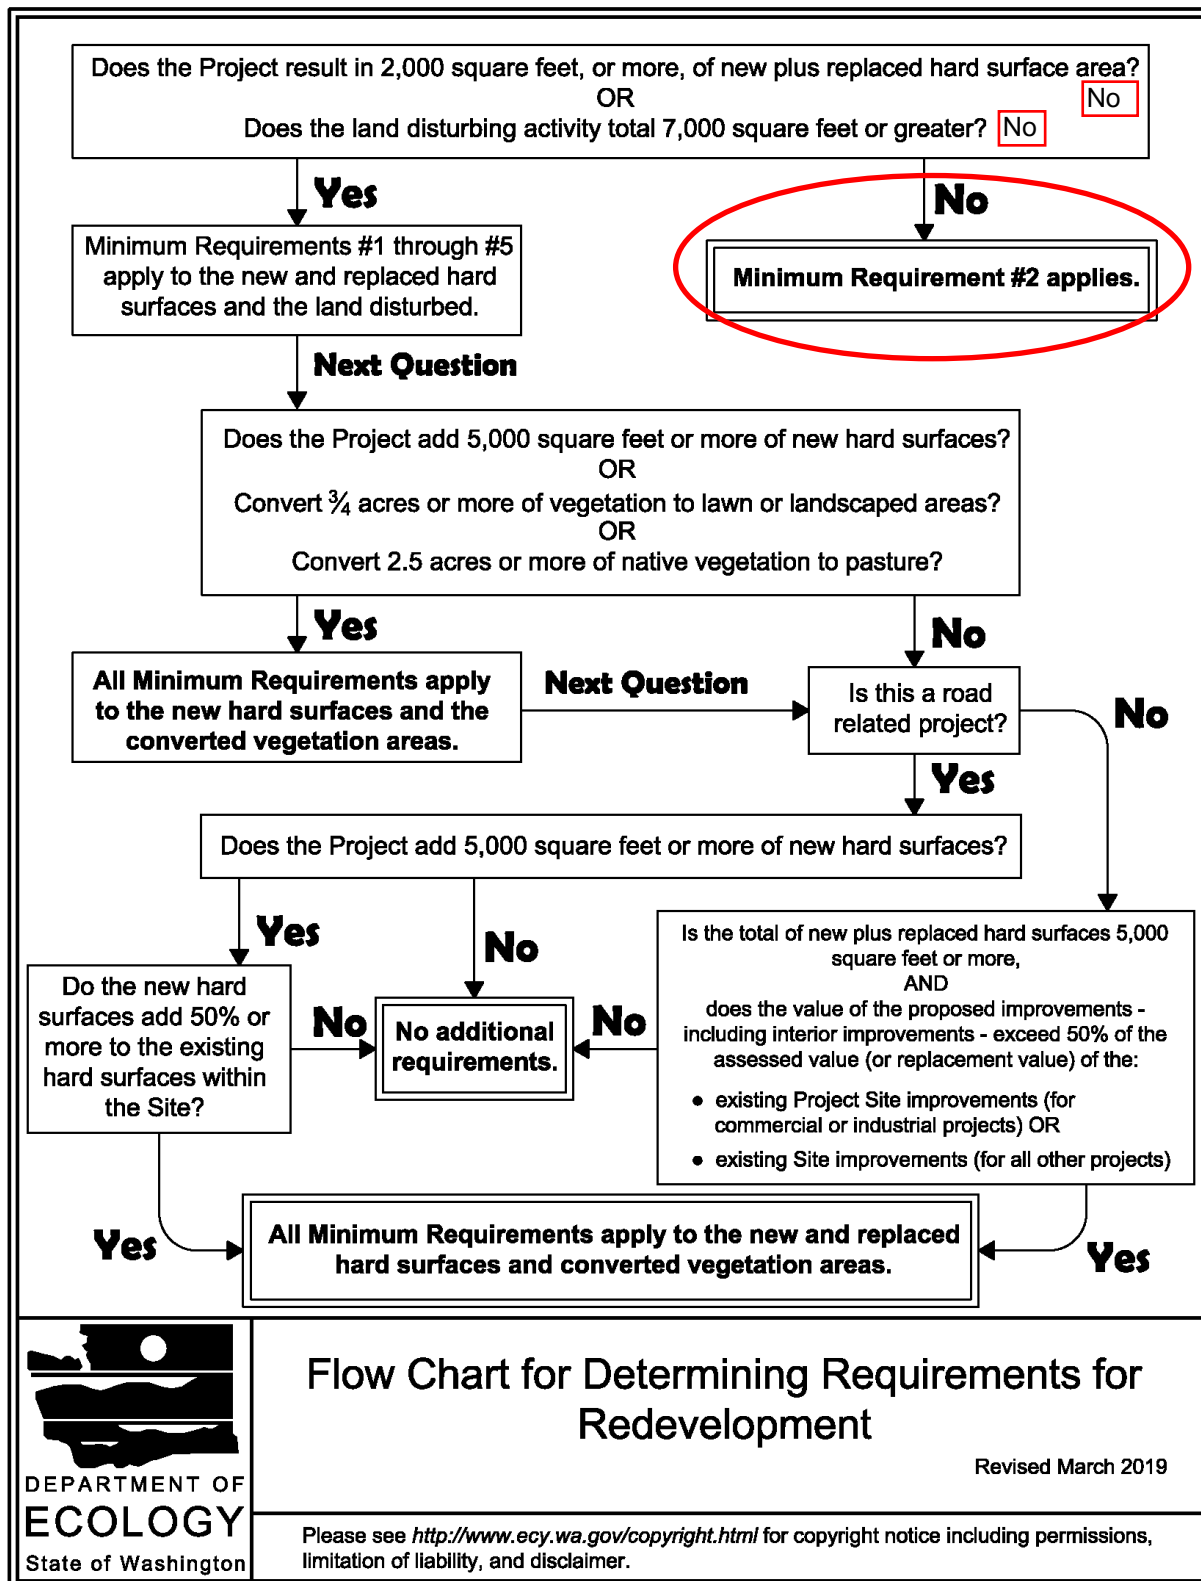 Does the Project result in 2,000 square feet, or more, of new plus replaced hard surface area?
OR
No
Does the land disturbing activity total 7,000 square feet or greater? No
Yes
No
Minimum Requirements #1 through #5
apply to the new and replaced hard
surfaces and the land disturbed.
Minimum Requirement #2 applies.
Next Question
Does the Project add 5,000 square feet or more of new hard surfaces?
OR
Convert ¾ acres or more of vegetation to lawn or landscaped areas?
OR
Convert 2.5 acres or more of native vegetation to pasture?
Yes
No
All Minimum Requirements apply
to the new hard surfaces and the
converted vegetation areas.
Next Question
Is this a road
related project?
No
Yes
Does the Project add 5,000 square feet or more of new hard surfaces?
Yes
No
Do the new hard
surfaces add 50% or
more to the existing
hard surfaces within
the Site?
No
No additional
requirements.
No
Is the total of new plus replaced hard surfaces 5,000
square feet or more,
AND
does the value of the proposed improvements -
including interior improvements - exceed 50% of the
assessed value (or replacement value) of the:
● existing Project Site improvements (for
commercial or industrial projects) OR
● existing Site improvements (for all other projects)
Yes
All Minimum Requirements apply to the new and replaced
hard surfaces and converted vegetation areas.
Yes
DEPARTMENT OF
ECOLOGY
State of Washington
Flow Chart for Determining Requirements for
Redevelopment
Revised March 2019
Please see http://www.ecy.wa.gov/copyright.html for copyright notice including permissions,
limitation of liability, and disclaimer.